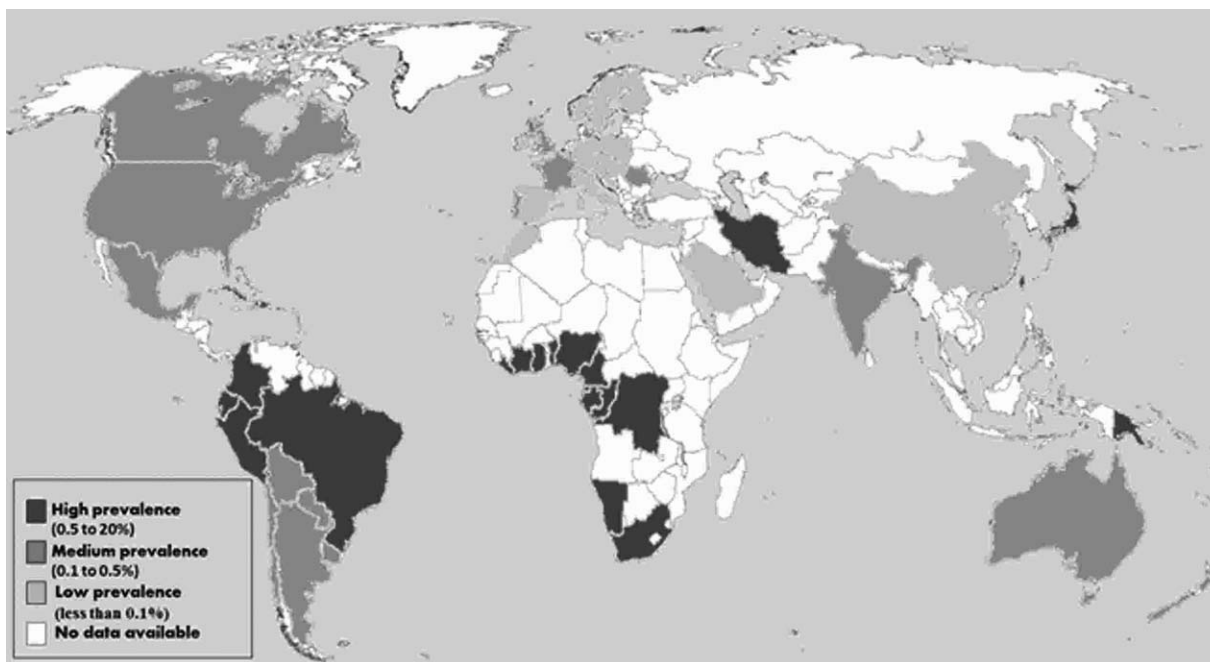 High prevalence
(0.5 to 20%)
Medium prevalence
(0.1 to 0.5%)
Low prevalence
(less than 0.1%)
No data available